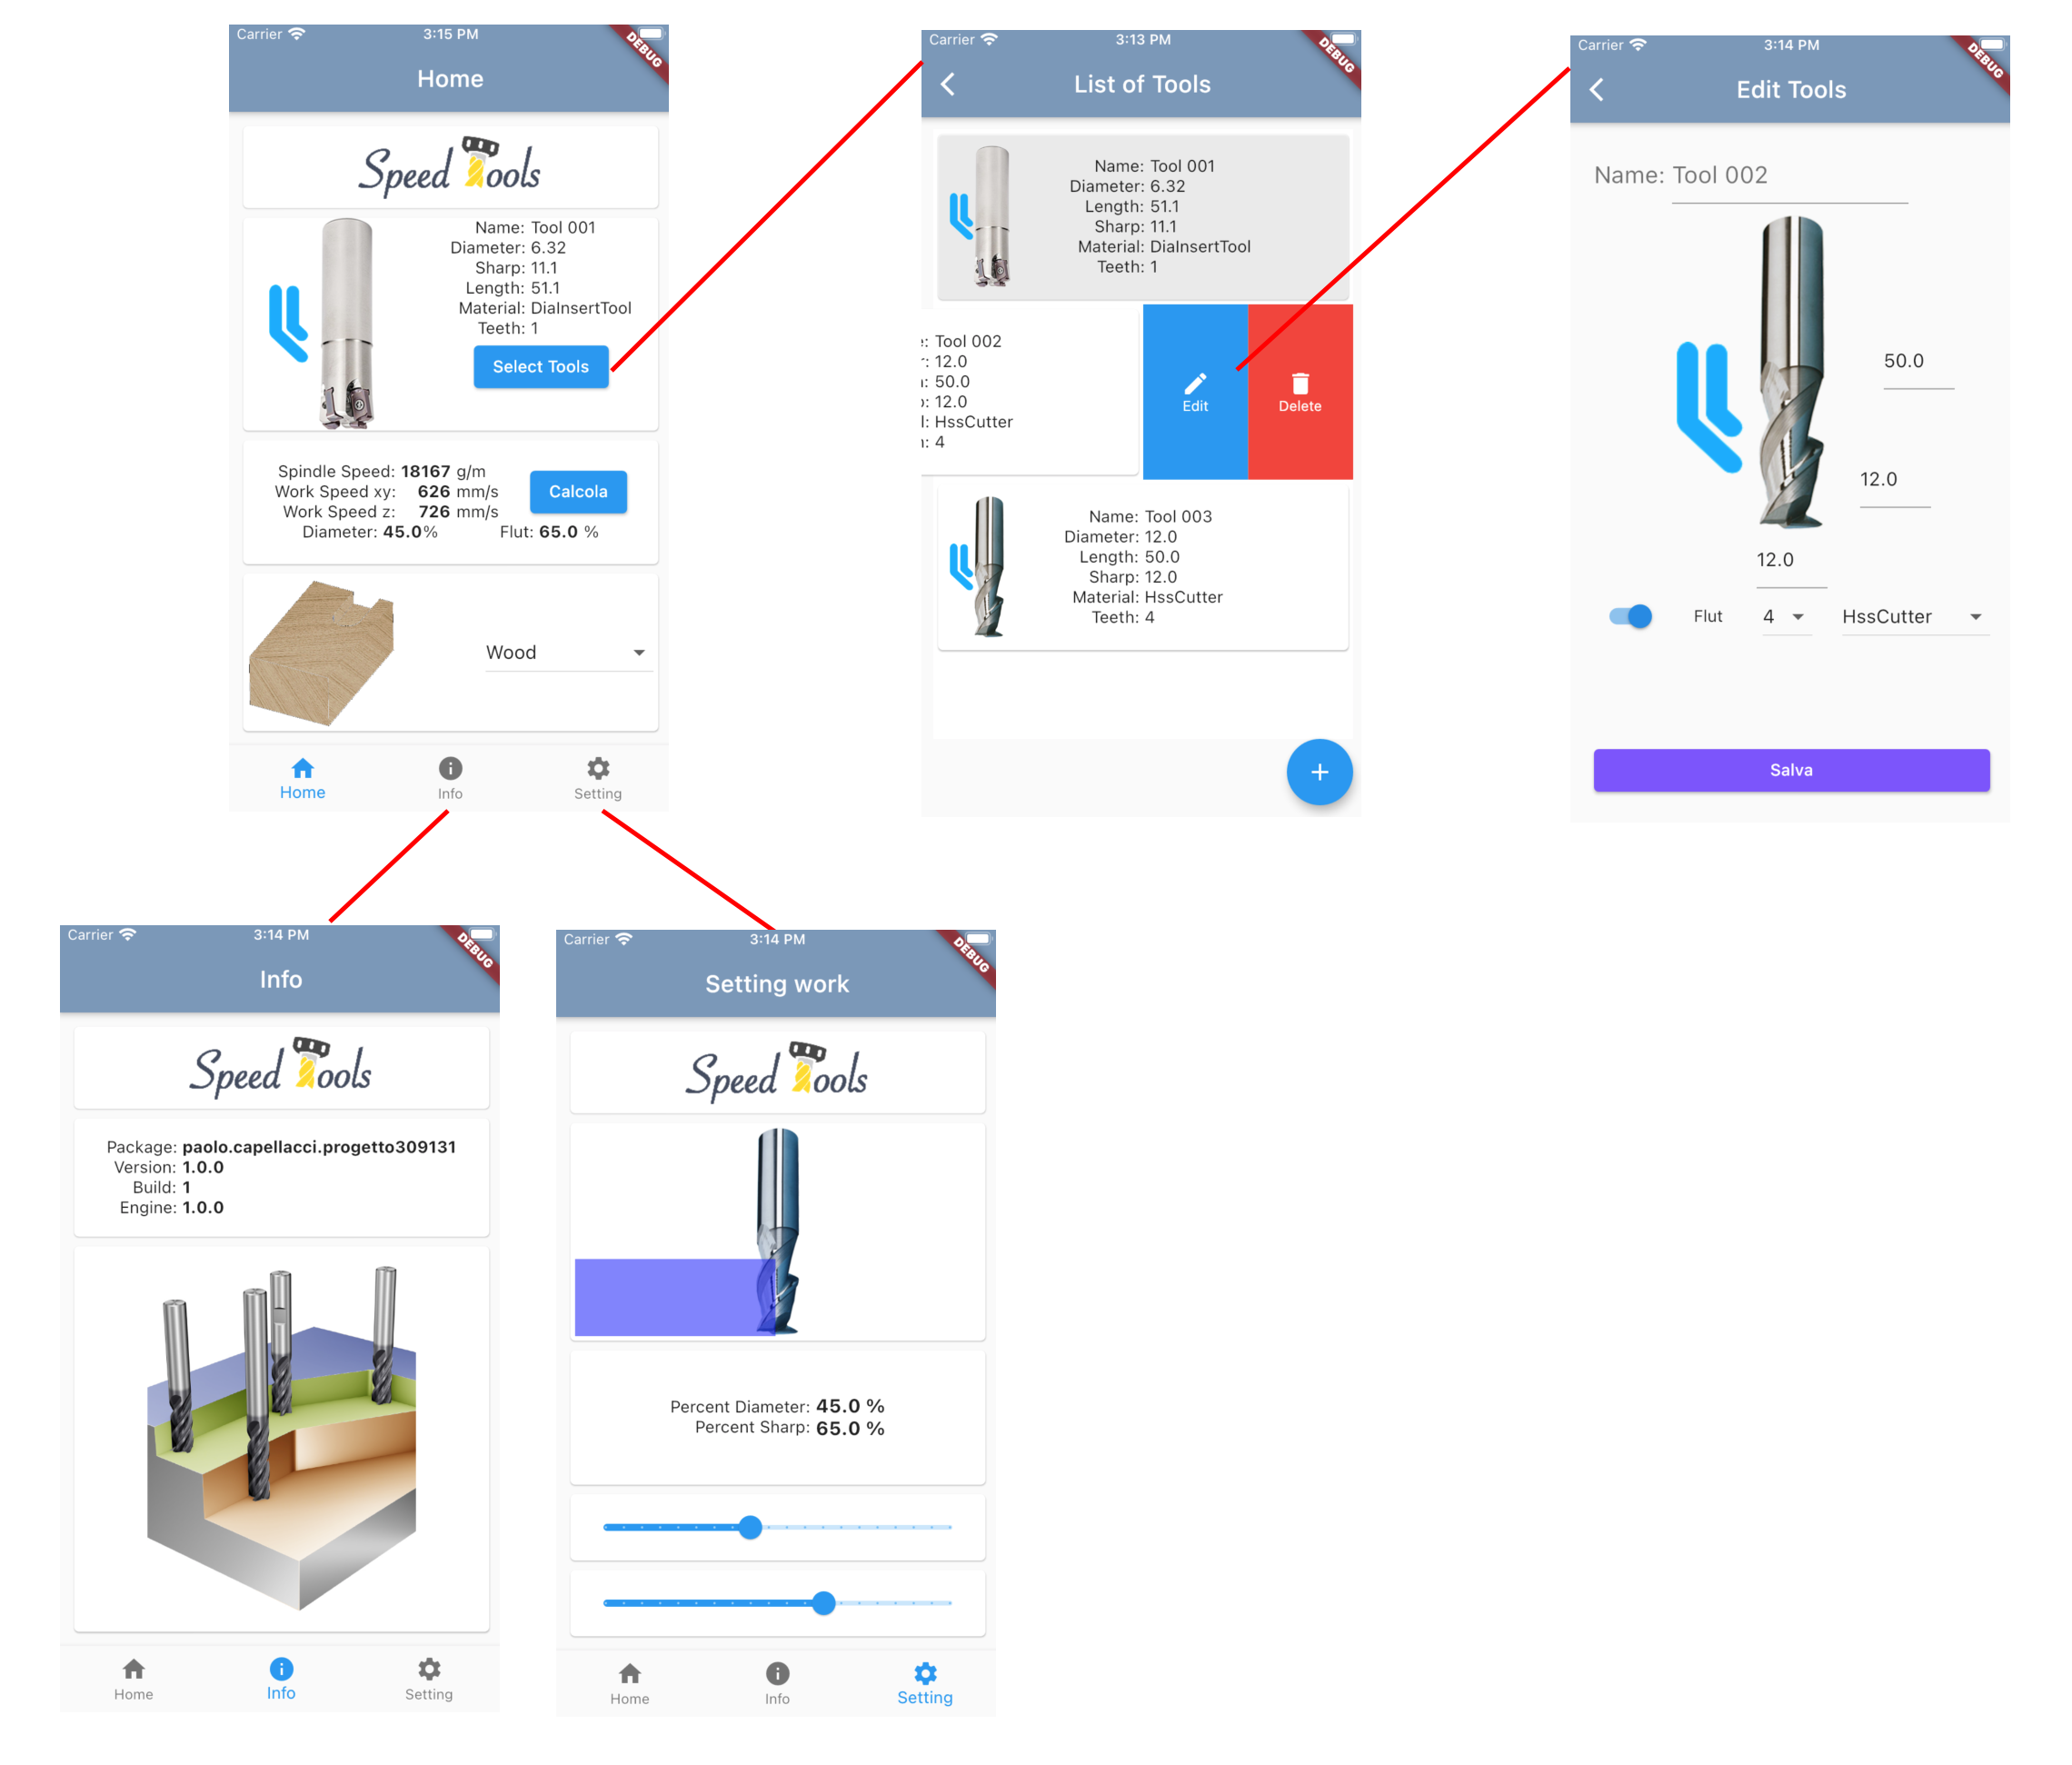 Carrier 3:15 PM
DEBUG
Home
Speed Tools
Name: Tool 001
Diameter: 6.32
Sharp: 11.1
Length: 51.1
Material: DiaInsertTool
Teeth: 1
Select Tools
Spindle Speed: 18167 g/m
Work Speed xy: 626 mm/s
Calcola
Work Speed z: 726 mm/s
Diameter: 45.0% Flut: 65.0 %
Wood
Home Info Setting
Carrier 3:13 PM
DEBUG
List of Tools
Name: Tool 001
Diameter: 6.32
Length: 51.1
Sharp: 11.1
Material: DiaInsertTool
Teeth: 1
: Tool 002
: 12.0
: 50.0
: 12.0
l: HssCutter
: 4
Edit Delete
Name: Tool 003
Diameter: 12.0
Length: 50.0
Sharp: 12.0
Material: HssCutter
Teeth: 4
+
Carrier 3:14 PM
DEBUG
Edit Tools
Name: Tool 002
50.0
12.0
12.0
Flut 4 HssCutter
Salva
Carrier 3:14 PM
DEBUG
Info
Speed Tools
Package: paolo.capellacci.progetto309131
Version: 1.0.0
Build: 1
Engine: 1.0.0
Home Info Setting
Carrier 3:14 PM
DEBUG
Setting work
Speed Tools
Percent Diameter: 45.0 %
Percent Sharp: 65.0 %
Home Info Setting